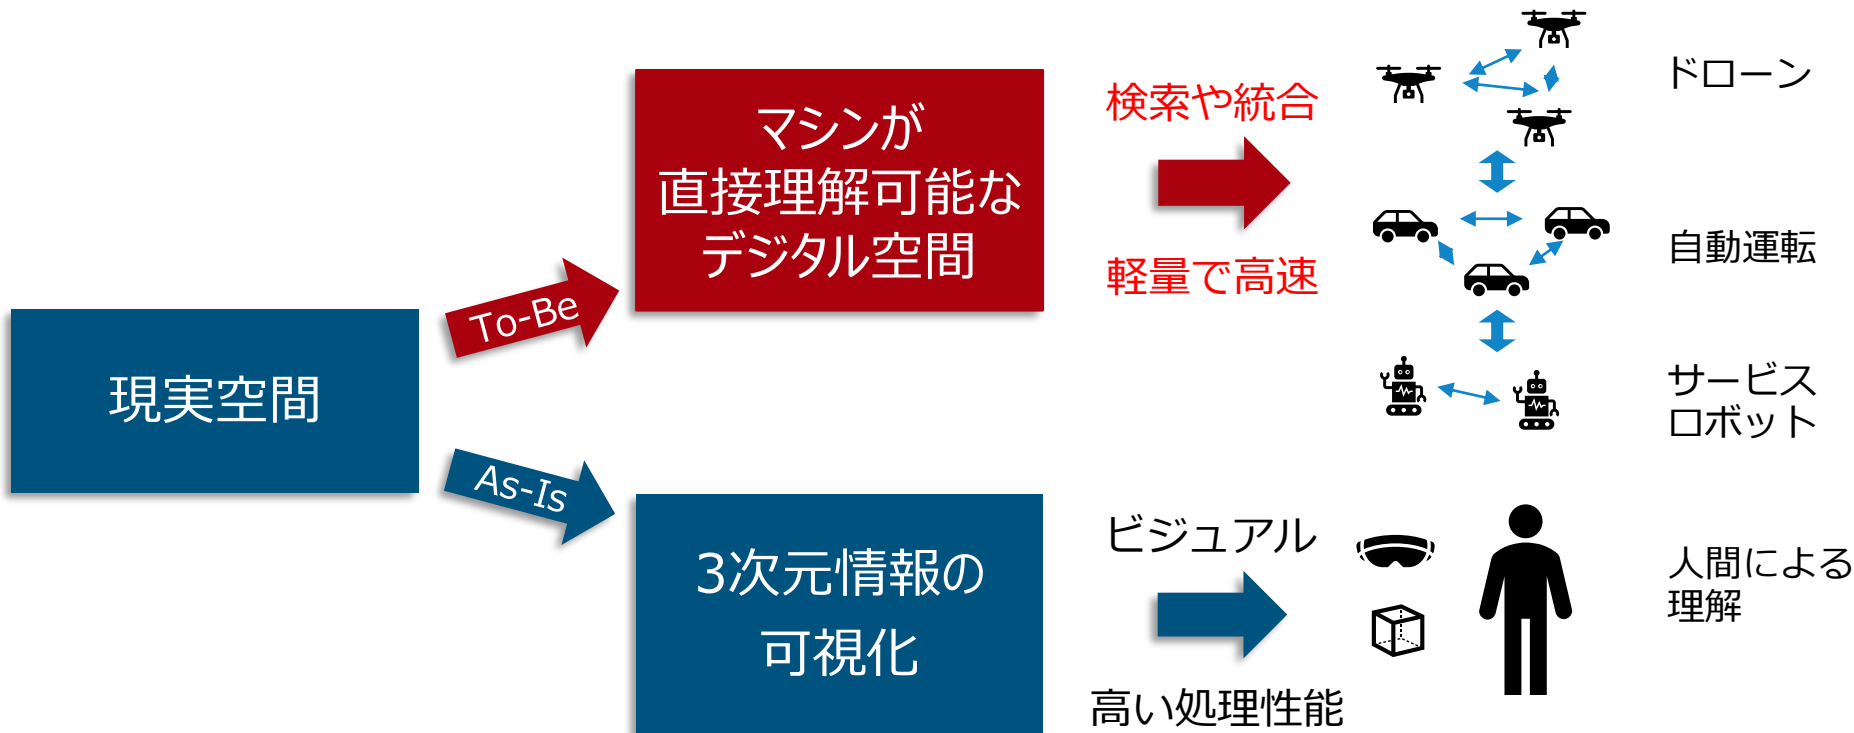 現実空間
To-Be
マシンが
直接理解可能な
デジタル空間
検索や統合
軽量で高速
ドローン
自動運転
サービス
ロボット
As-Is
3次元情報の
可視化
ビジュアル
高い処理性能
人間による
理解